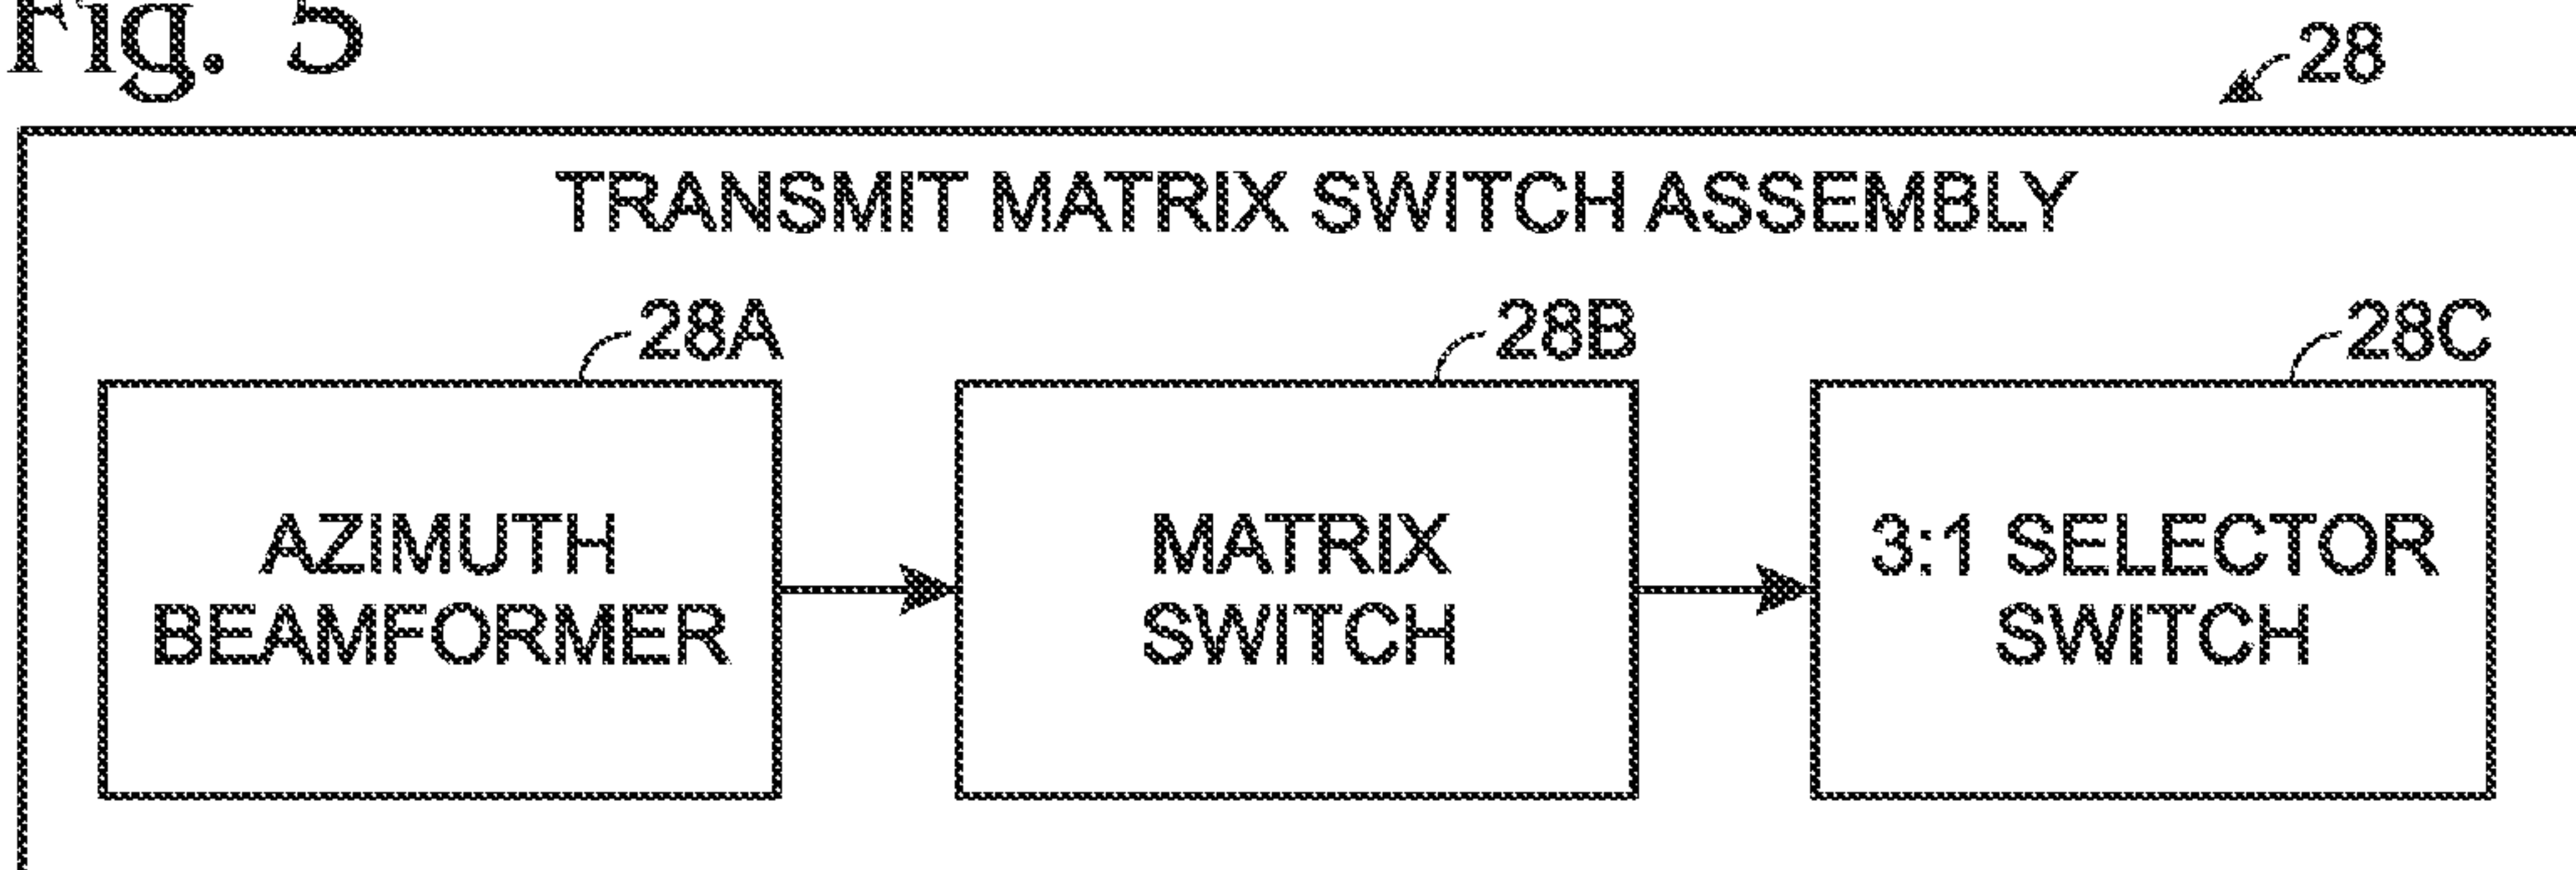 Fig. 5
28
TRANSMIT MATRIX SWITCH ASSEMBLY
28A
28B
28C
AZIMUTH
BEAMFORMER
MATRIX
SWITCH
3:1 SELECTOR
SWITCH